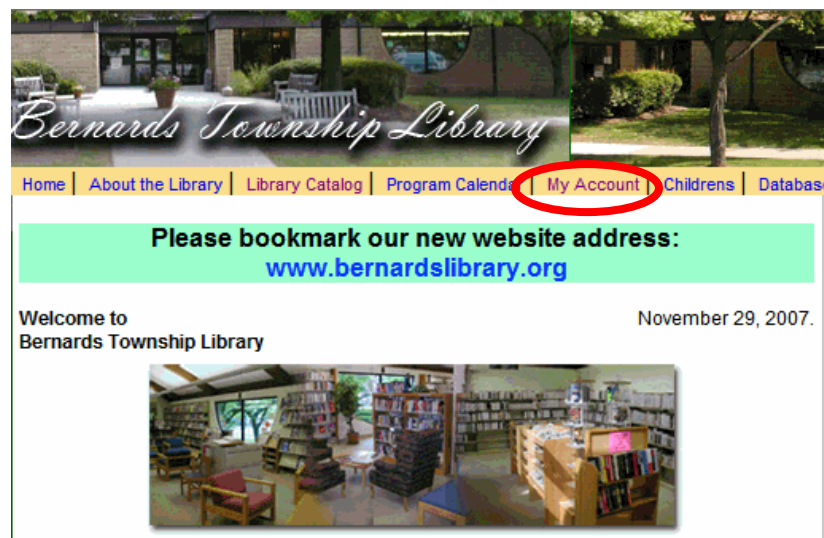 Bernards Township Library
Home | About the Library | Library Catalog | Program Calenda | My Account | Childrens | Databas
Please bookmark our new website address:
www.bernardslibrary.org
Welcome to
November 29, 2007.
Bernards Township Library